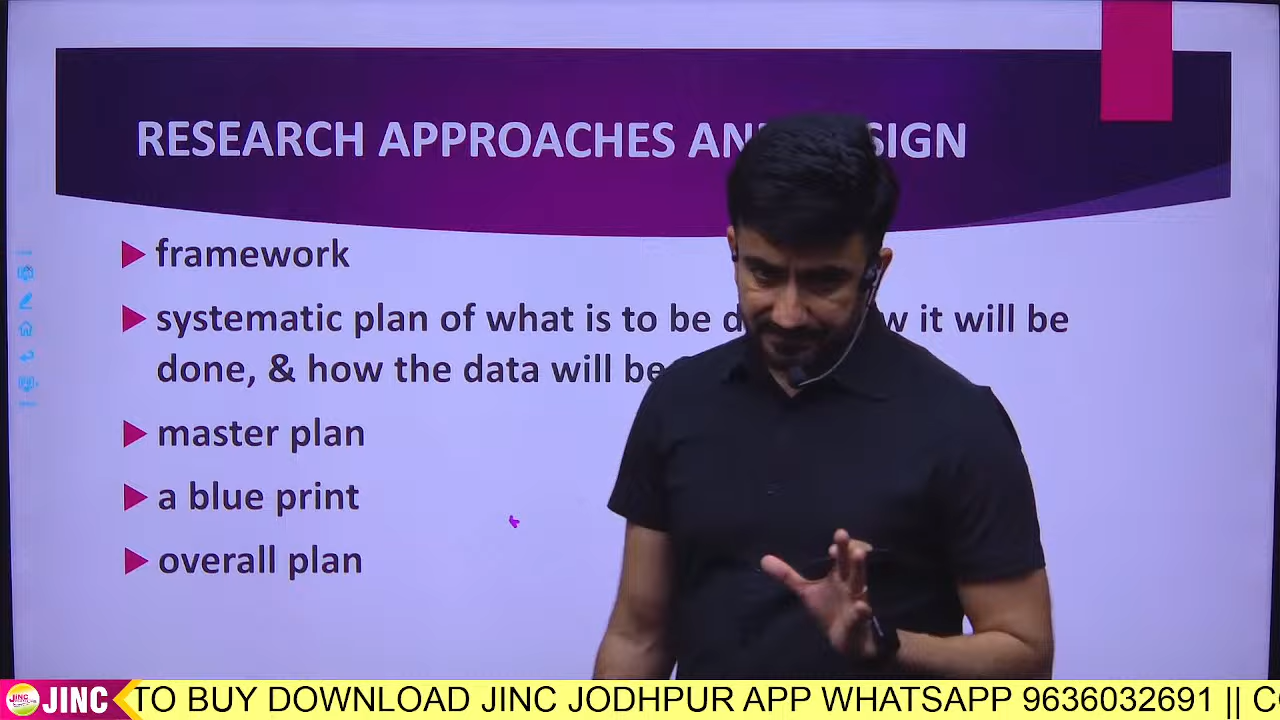 RESEARCH APPROACHES AN SIGN
framework
systematic plan of what is to be d w it will be
done, & how the data will be
master plan
a blue print
overall plan
JINC JINC TO BUY DOWNLOAD JINC JODHPUR APP WHATSAPP 9636032691 || C